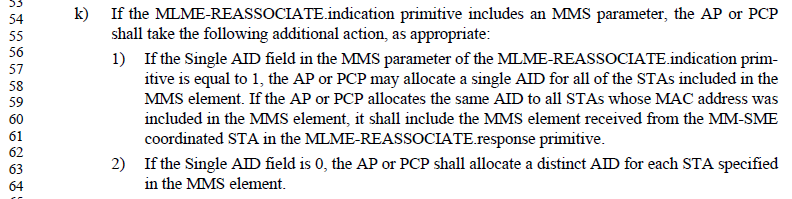 53
54 k) If the MLME-REASSOCIATE.indication primitive includes an MMS parameter, the AP or PCP
55 shall take the following additional action, as appropriate:
56 1) If the Single AID field in the MMS parameter of the MLME-REASSOCIATE.indication prim-
57 itive is equal to 1, the AP or PCP may allocate a single AID for all of the STAs included in the
58
59 MMS element. If the AP or PCP allocates the same AID to all STAs whose MAC address was
60 included in the MMS element, it shall include the MMS element received from the MM-SME
61 coordinated STA in the MLME-REASSOCIATE.response primitive.
62
63 2) If the Single AID field is 0, the AP or PCP shall allocate a distinct AID for each STA specified
64 in the MMS element.